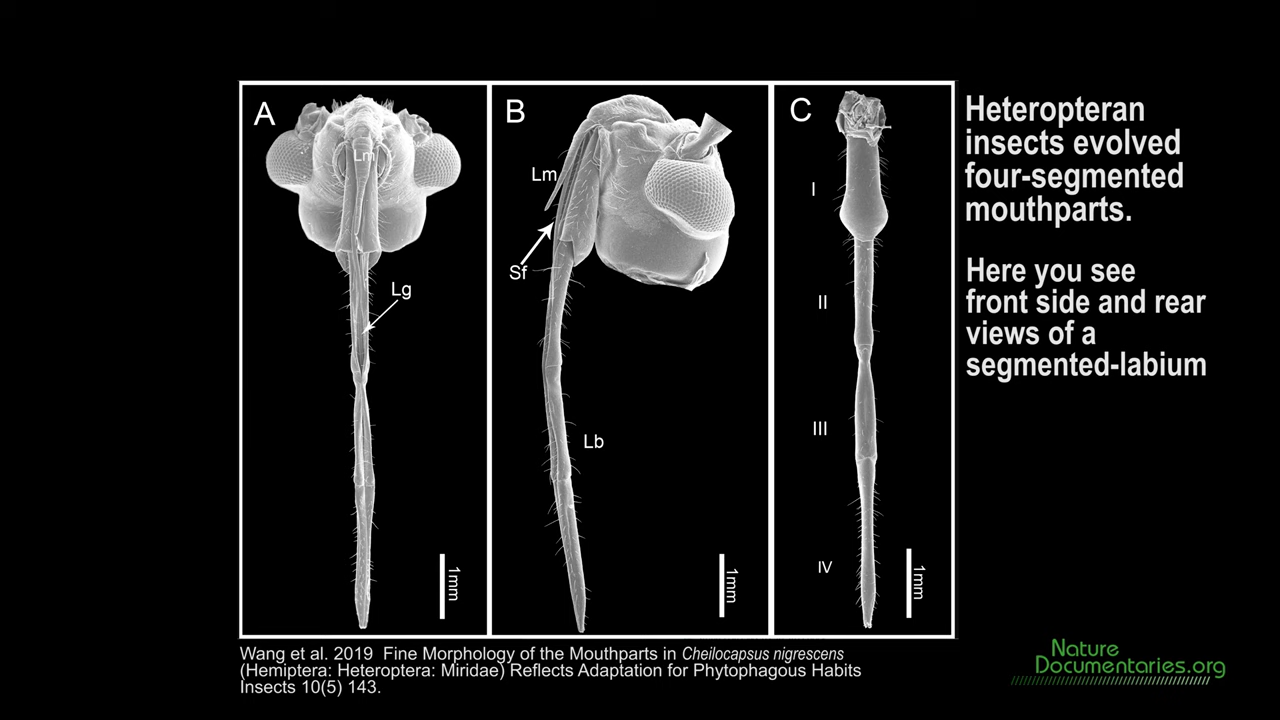 A
B
C
Heteropteran
insects evolved
four-segmented
mouthparts.
Here you see
front side and rear
views of a
segmented-labium
Lm
Lm
Sf
Lg
Lb
I
II
III
IV
1mm
1mm
1mm
Wang et al. 2019 Fine Morphology of the Mouthparts in Cheilocapsus nigrescens
(Hemiptera: Heteroptera: Miridae) Reflects Adaptation for Phytophagous Habits
Insects 10(5) 143.
Nature
Documentaries.org